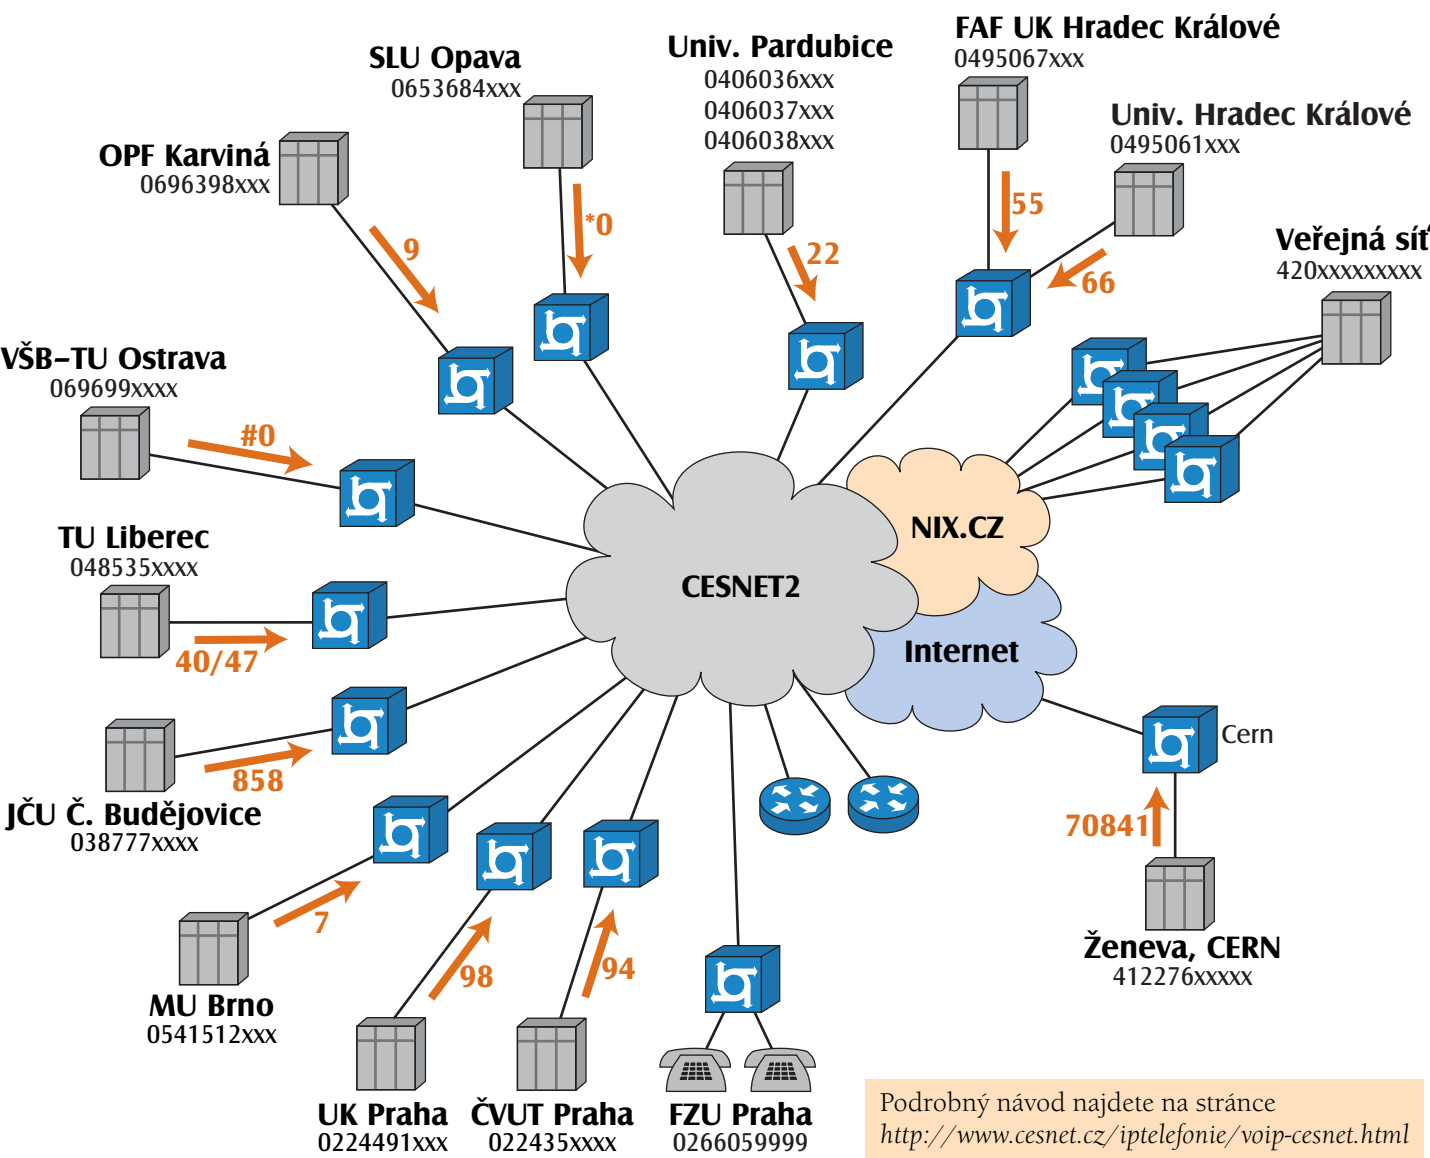 FAF UK Hradec Králové
0495067xxx
SLU Opava
0653684xxx
Univ. Pardubice
0406036xxx
0406037xxx
0406038xxx
Univ. Hradec Králové
0495061xxx
OPF Karviná
0696398xxx
Veřejná síť
420xxxxxxxxx
9
*0
22
55
66
VŠB–TU Ostrava
069699xxxx
#0
TU Liberec
048535xxxx
40/47
NIX.CZ
CESNET2
Internet
JČU Č. Budějovice
038777xxxx
858
Cern
70841
Ženeva, CERN
412276xxxxx
MU Brno
0541512xxx
7
98
94
UK Praha
0224491xxx
ČVUT Praha
022435xxxx
FZU Praha
0266059999
Podrobný návod najdete na stránce
http://www.cesnet.cz/iptelefonie/voip-cesnet.html